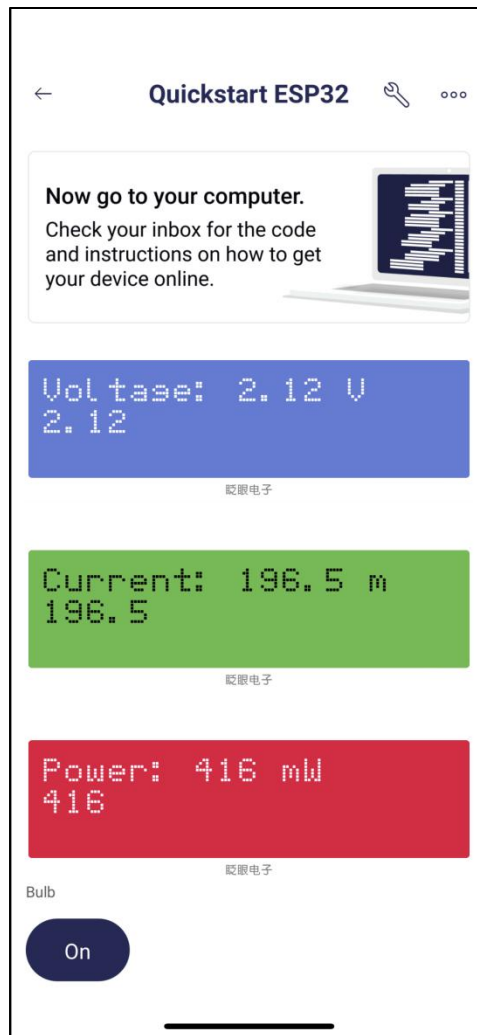 Quickstart ESP32
Now go to your computer.
Check your inbox for the code
and instructions on how to get
your device online.
Voltage: 2.12 V
2.12
眨眼电子
Current: 196.5 m
196.5
眨眼电子
Power: 416 mW
416
眨眼电子
Bulb
On